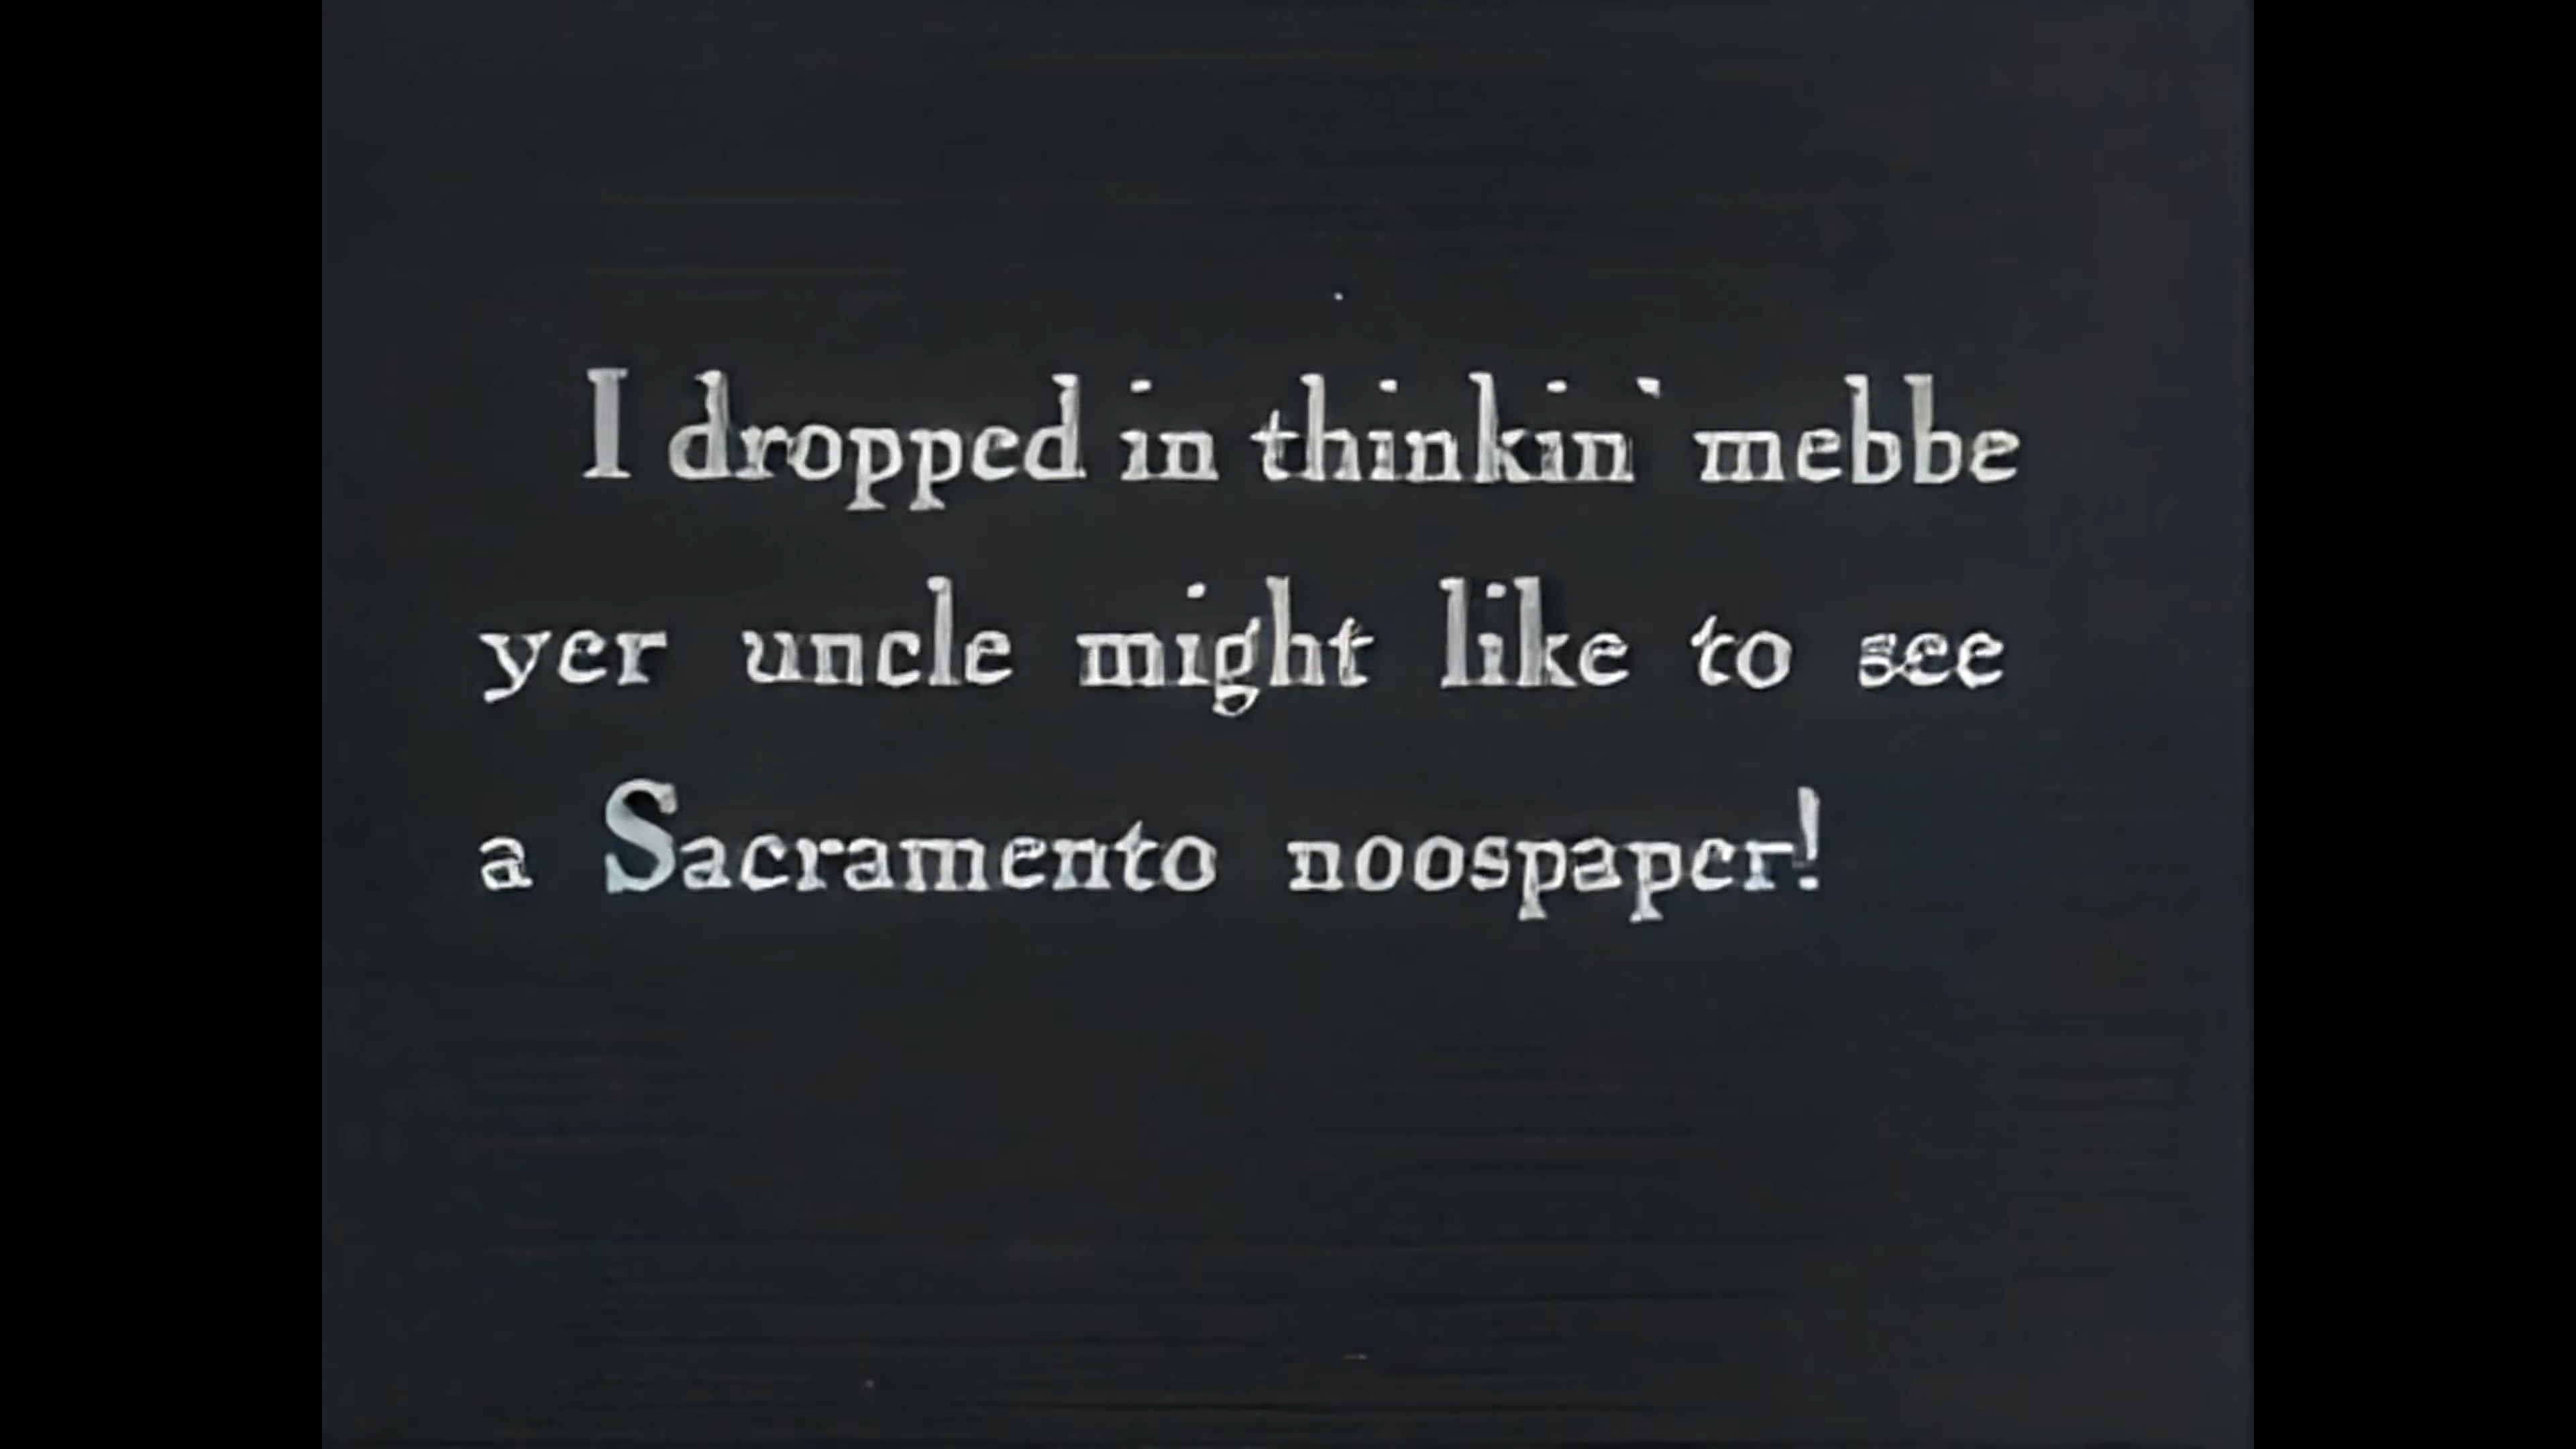 I dropped in thinkin' mebbe
yer uncle might like to see
a Sacramento noospaper!